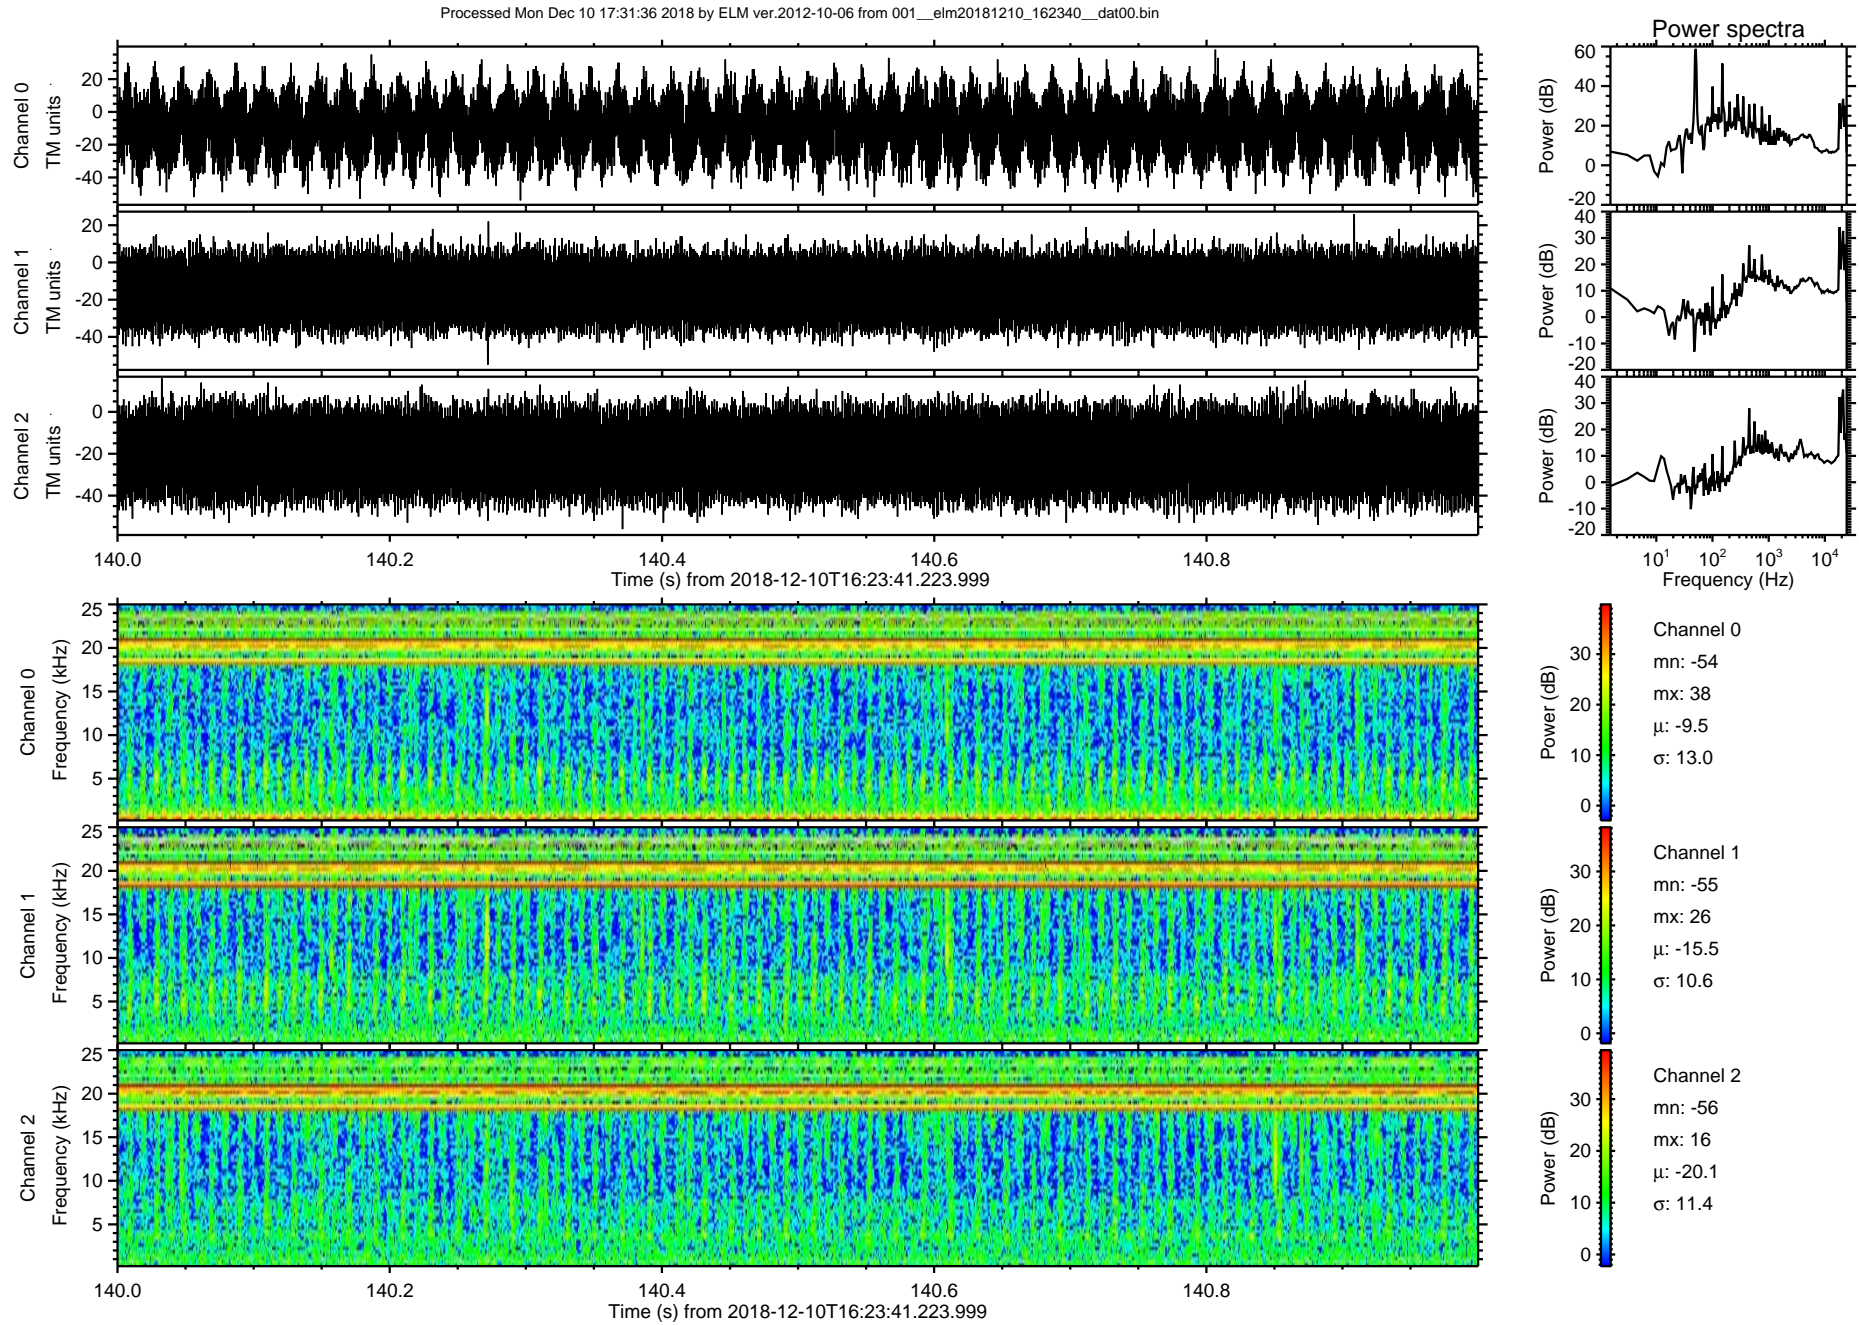 Processed Mon Dec 10 17:31:36 2018 by ELM ver.2012-10-06 from 001__elm20181210_162340__dat00.bin
Power spectra
Channel 0
TM units
20
0
-20
-40
Power (dB)
60
40
20
0
-20
Channel 1
TM units
20
0
-20
-40
Power (dB)
40
30
20
10
0
-10
-20
Channel 2
TM units
0
-20
-40
Power (dB)
40
30
20
10
0
-10
-20
140.0 140.2 140.4 140.6 140.8
Time (s) from 2018-12-10T16:23:41.223.999
10¹ 10² 10³ 10⁴
Frequency (Hz)
Channel 0
Frequency (kHz)
25
20
15
10
5
Power (dB)
30
20
10
0
Channel 0
mn: -54
mx: 38
µ: -9.5
σ: 13.0
Channel 1
Frequency (kHz)
25
20
15
10
5
Power (dB)
30
20
10
0
Channel 1
mn: -55
mx: 26
µ: -15.5
σ: 10.6
Channel 2
Frequency (kHz)
25
20
15
10
5
Power (dB)
30
20
10
0
Channel 2
mn: -56
mx: 16
µ: -20.1
σ: 11.4
140.0 140.2 140.4 140.6 140.8
Time (s) from 2018-12-10T16:23:41.223.999